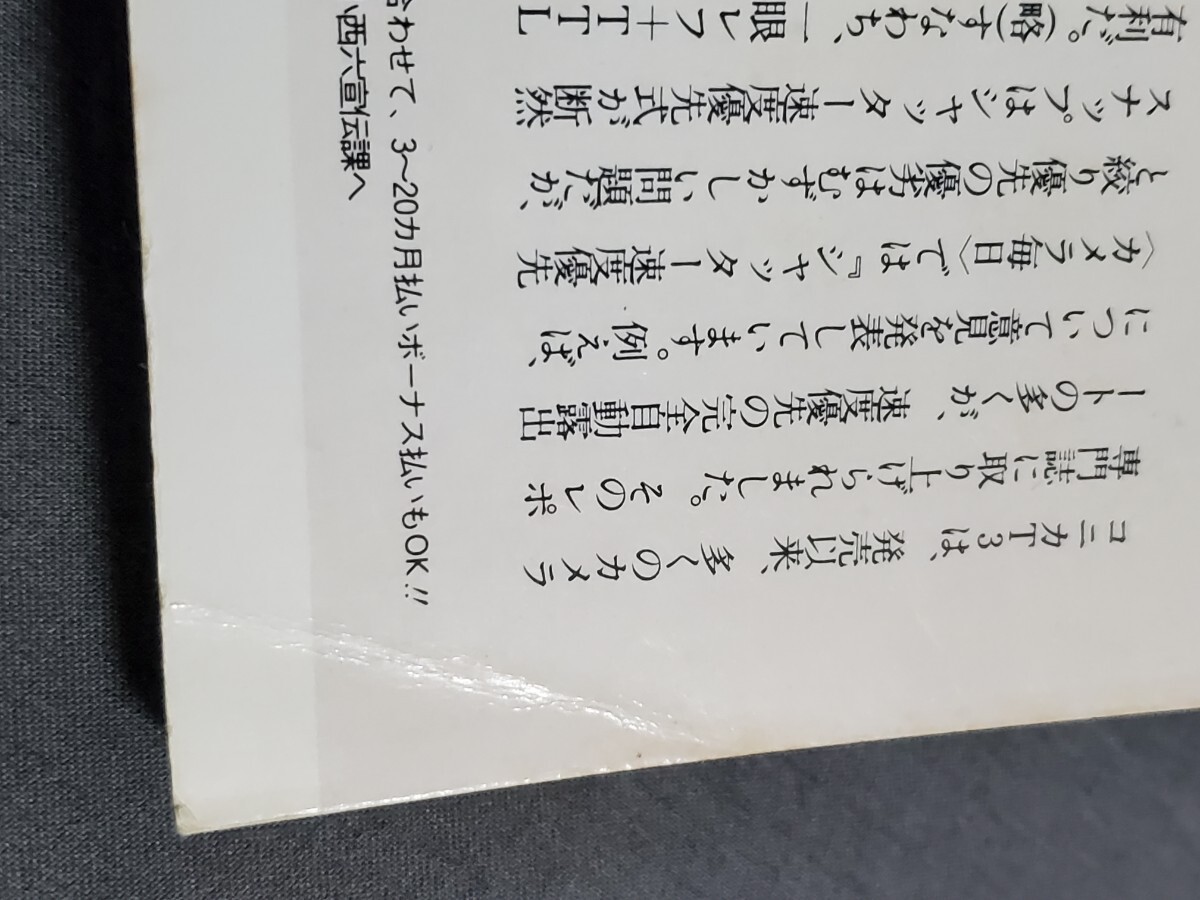 コニカT3は、発売以来、多くのカメラ
専門誌に取り上げられました。そのレポ
ートの多くが、速度優先の完全自動露出
について意見を発表しています。例えば、
〈カメラ毎日〉では『シャッター速度優先
と絞り優先の優劣はむずかしい問題だが、
スナップはシャッター速度優先式が断然
有利だ。(略)すなわち、一眼レフ+TTL
合わせて、3〜20カ月払いボーナス払いもOK.!!
小西六宣伝課へ